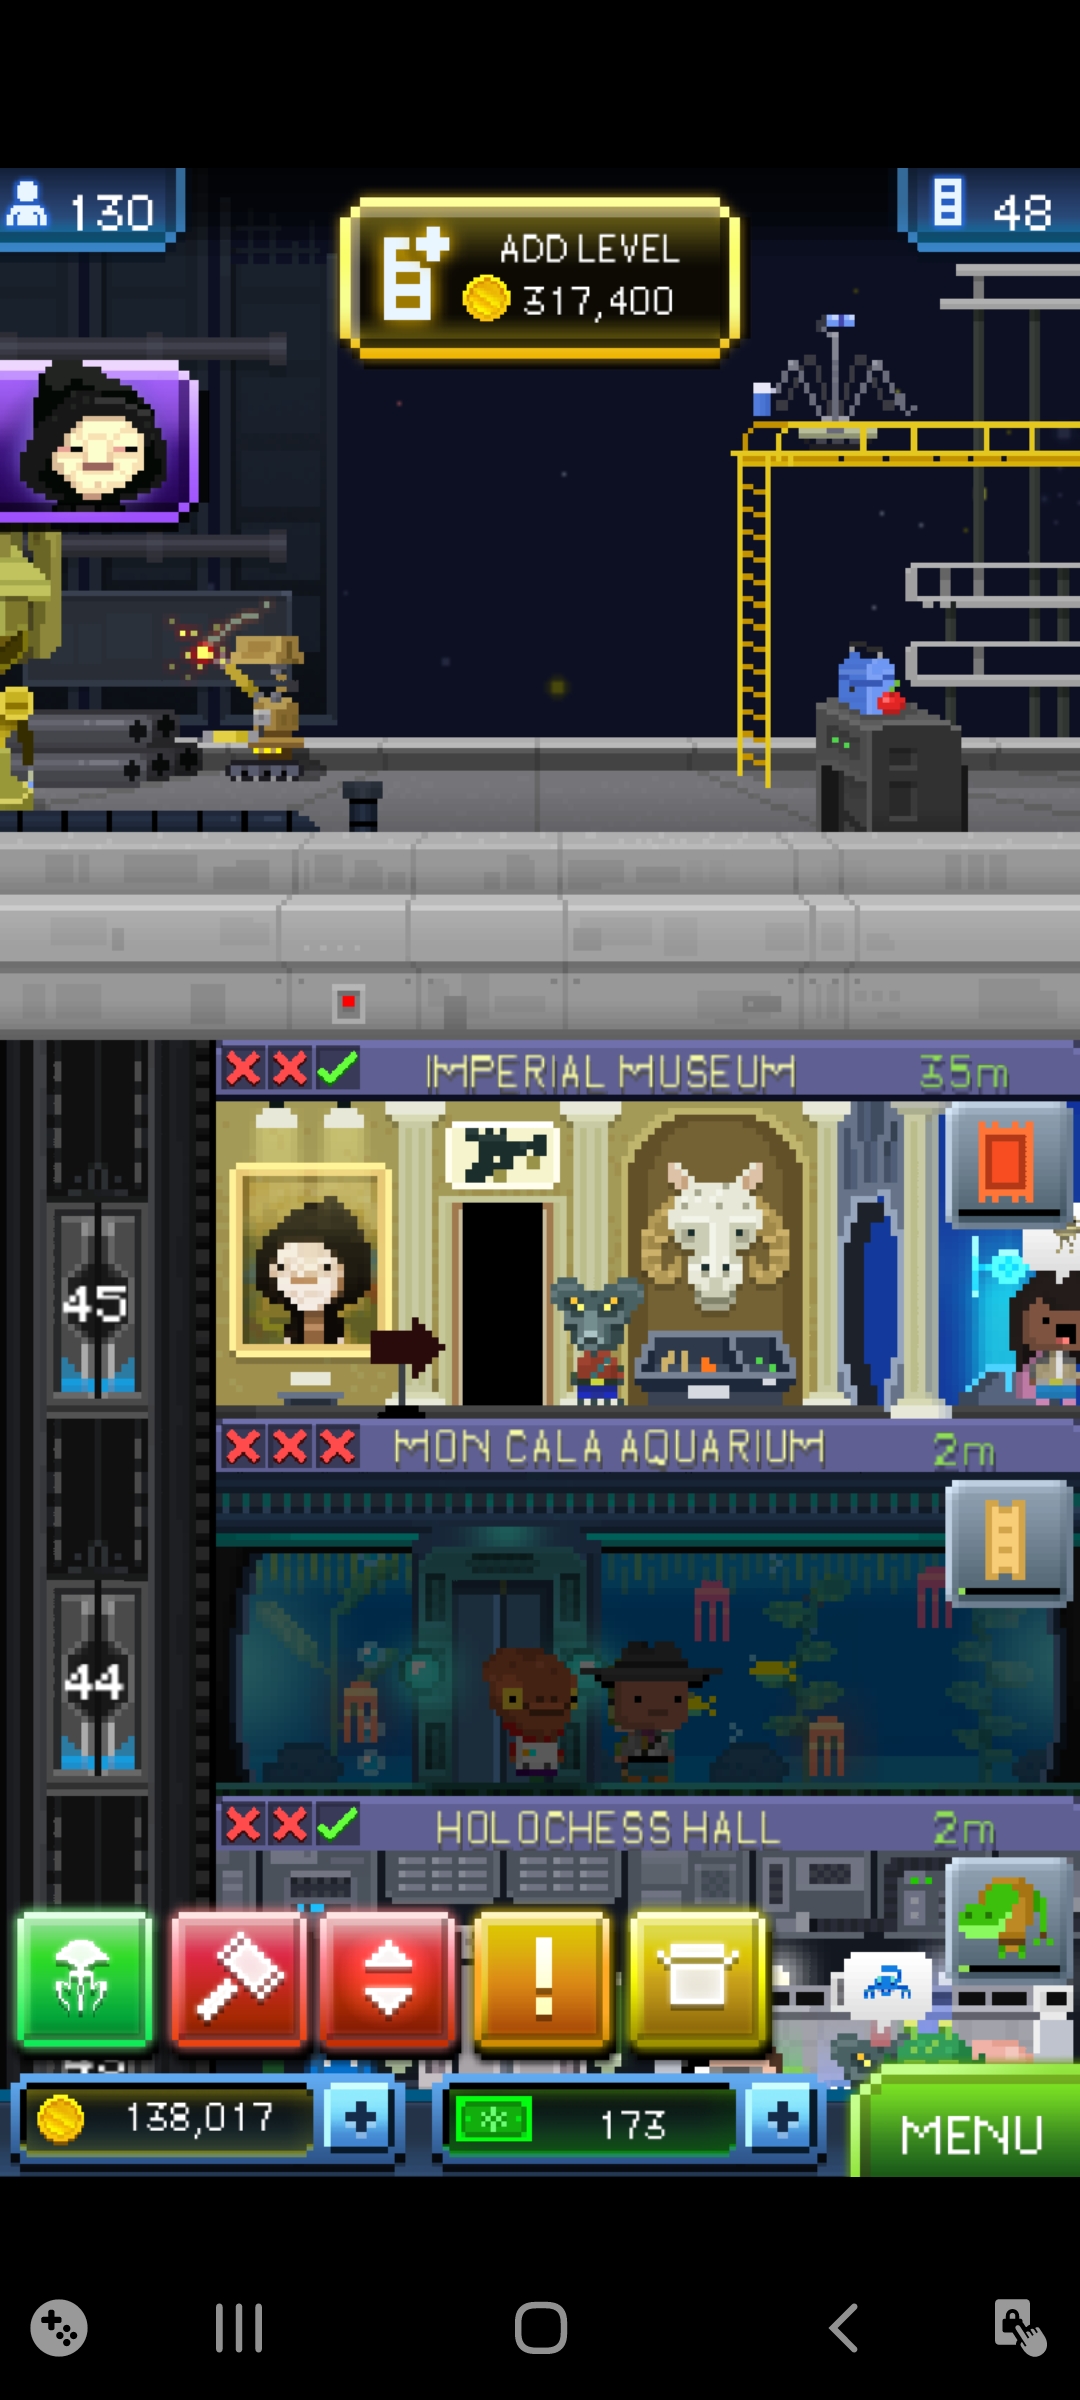 130
ADD LEVEL
317,400
48
IMPERIAL MUSEUM 35m
45
MON CALA AQUARIUM 2m
44
HOLOCHESS HALL 2m
!
138,017 +
173 +
MENU